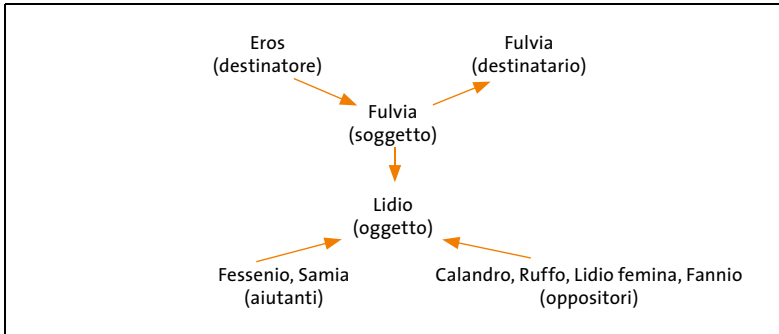 Eros
(destinatore)
Fulvia
(destinatario)
Fulvia
(soggetto)
Lidio
(oggetto)
Fessenio, Samia
(aiutanti)
Calandro, Ruffo, Lidio femina, Fannio
(oppositori)